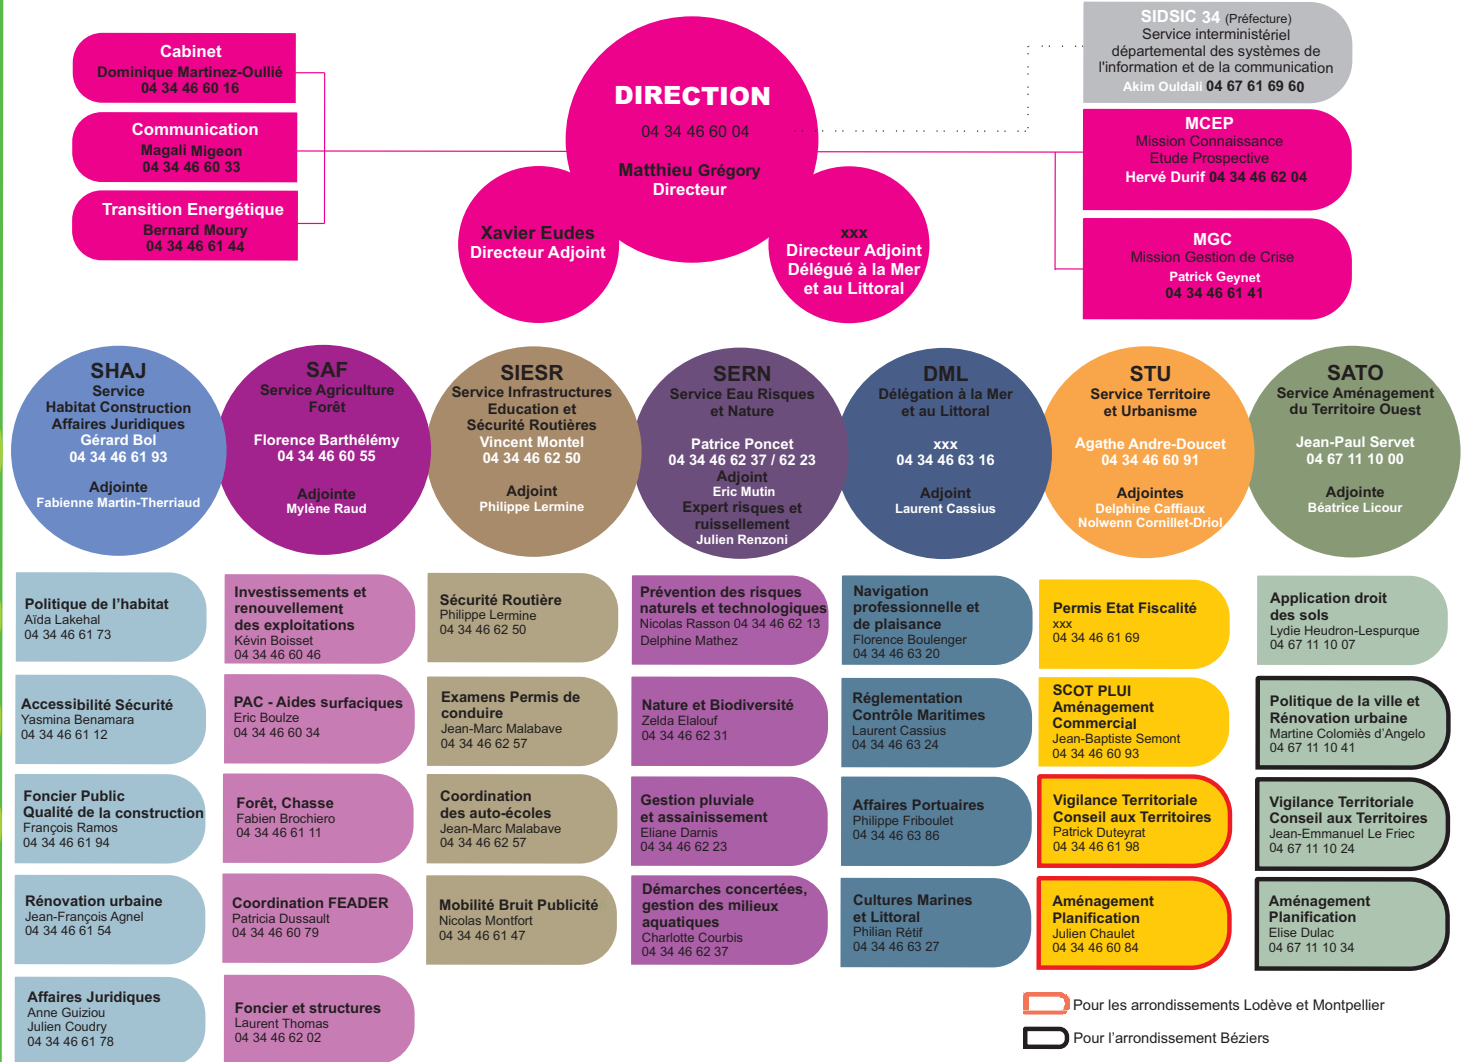 Cabinet
Dominique Martinez-Oullié
04 34 46 60 16
Communication
Magali Migeon
04 34 46 60 33
Transition Energétique
Bernard Moury
04 34 46 61 44
DIRECTION
04 34 46 60 04
Matthieu Grégory
Directeur
Xavier Eudes
Directeur Adjoint
xxx
Directeur Adjoint
Délégué à la Mer
et au Littoral
SIDSIC 34 (Préfecture)
Service interministériel
départemental des systèmes de
l'information et de la communication
Akim Ouldali 04 67 61 69 60
MCEP
Mission Connaissance
Etude Prospective
Hervé Durif 04 34 46 62 04
MGC
Mission Gestion de Crise
Patrick Geynet
04 34 46 61 41
SHAJ
Service
Habitat Construction
Affaires Juridiques
Gérard Bol
04 34 46 61 93
Adjointe
Fabienne Martin-Therriaud
SAF
Service Agriculture
Forêt
Florence Barthélémy
04 34 46 60 55
Adjointe
Mylène Raud
SIESR
Service Infrastructures
Education et
Sécurité Routières
Vincent Montel
04 34 46 62 50
Adjoint
Philippe Lermine
SERN
Service Eau Risques
et Nature
Patrice Poncet
04 34 46 62 37 / 62 23
Adjoint
Eric Mutin
Expert risques et
ruissellement
Julien Renzoni
DML
Délégation à la Mer
et au Littoral
xxx
04 34 46 63 16
Adjoint
Laurent Cassius
STU
Service Territoire
et Urbanisme
Agathe Andre-Doucet
04 34 46 60 91
Adjointes
Delphine Caffiaux
Nolwenn Cornillet-Driol
SATO
Service Aménagement
du Territoire Ouest
Jean-Paul Servet
04 67 11 10 00
Adjointe
Béatrice Licour
Politique de l'habitat
Aïda Lakehal
04 34 46 61 73
Accessibilité Sécurité
Yasmina Benamara
04 34 46 61 12
Foncier Public
Qualité de la construction
François Ramos
04 34 46 61 94
Rénovation urbaine
Jean-François Agnel
04 34 46 61 54
Affaires Juridiques
Anne Guiziou
Julien Coudry
04 34 46 61 78
Investissements et
renouvellement
des exploitations
Kévin Boisset
04 34 46 60 46
PAC - Aides surfaciques
Eric Boulze
04 34 46 60 34
Forêt, Chasse
Fabien Brochiero
04 34 46 61 11
Coordination FEADER
Patricia Dussault
04 34 46 60 79
Foncier et structures
Laurent Thomas
04 34 46 62 02
Sécurité Routière
Philippe Lermine
04 34 46 62 50
Examens Permis de
conduire
Jean-Marc Malabave
04 34 46 62 57
Coordination
des auto-écoles
Jean-Marc Malabave
04 34 46 62 57
Mobilité Bruit Publicité
Nicolas Montfort
04 34 46 61 47
Prévention des risques
naturels et technologiques
Nicolas Rasson 04 34 46 62 13
Delphine Mathez
Nature et Biodiversité
Zelda Elalouf
04 34 46 62 31
Gestion pluviale
et assainissement
Eliane Darnis
04 34 46 62 23
Démarches concertées,
gestion des milieux
aquatiques
Charlotte Courbis
04 34 46 62 37
Navigation
professionnelle et
de plaisance
Florence Boulenger
04 34 46 63 20
Réglementation
Contrôle Maritimes
Laurent Cassius
04 34 46 63 24
Affaires Portuaires
Philippe Friboulet
04 34 46 63 86
Cultures Marines
et Littoral
Philian Rétif
04 34 46 63 27
Permis Etat Fiscalité
xxx
04 34 46 61 69
SCOT PLUI
Aménagement
Commercial
Jean-Baptiste Semont
04 34 46 60 93
Vigilance Territoriale
Conseil aux Territoires
Patrick Duteyrat
04 34 46 61 98
Aménagement
Planification
Julien Chaulet
04 34 46 60 84
Application droit
des sols
Lydie Heudron-Lespurque
04 67 11 10 07
Politique de la ville et
Rénovation urbaine
Martine Colomiès d'Angelo
04 67 11 10 41
Vigilance Territoriale
Conseil aux Territoires
Jean-Emmanuel Le Friec
04 67 11 10 24
Aménagement
Planification
Elise Dulac
04 67 11 10 34
Pour les arrondissements Lodève et Montpellier
Pour l'arrondissement Béziers